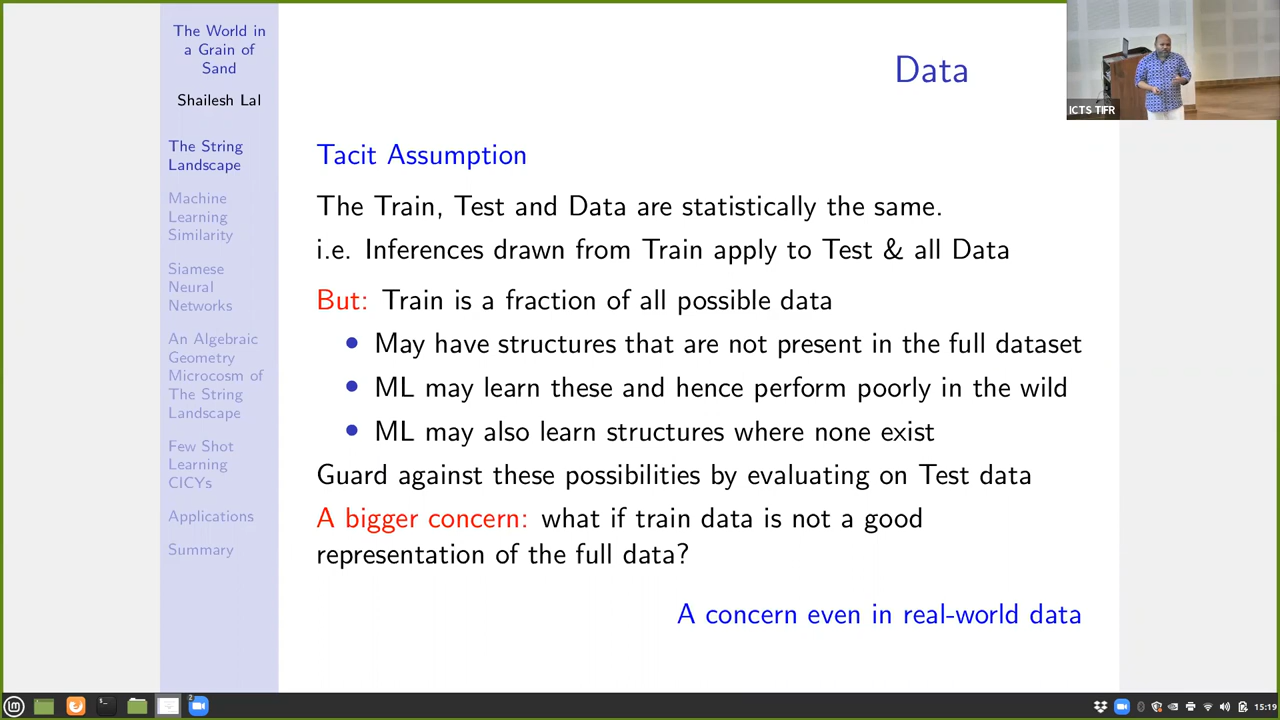 The World in
a Grain of
Sand
Shailesh Lal
The String
Landscape
Machine
Learning
Similarity
Siamese
Neural
Networks
An Algebraic
Geometry
Microcosm of
The String
Landscape
Few Shot
Learning
CICYs
Applications
Summary
Data
Tacit Assumption
The Train, Test and Data are statistically the same.
i.e. Inferences drawn from Train apply to Test & all Data
But: Train is a fraction of all possible data
• May have structures that are not present in the full dataset
• ML may learn these and hence perform poorly in the wild
• ML may also learn structures where none exist
Guard against these possibilities by evaluating on Test data
A bigger concern: what if train data is not a good
representation of the full data?
A concern even in real-world data
ICTS TIFR
2
15:19